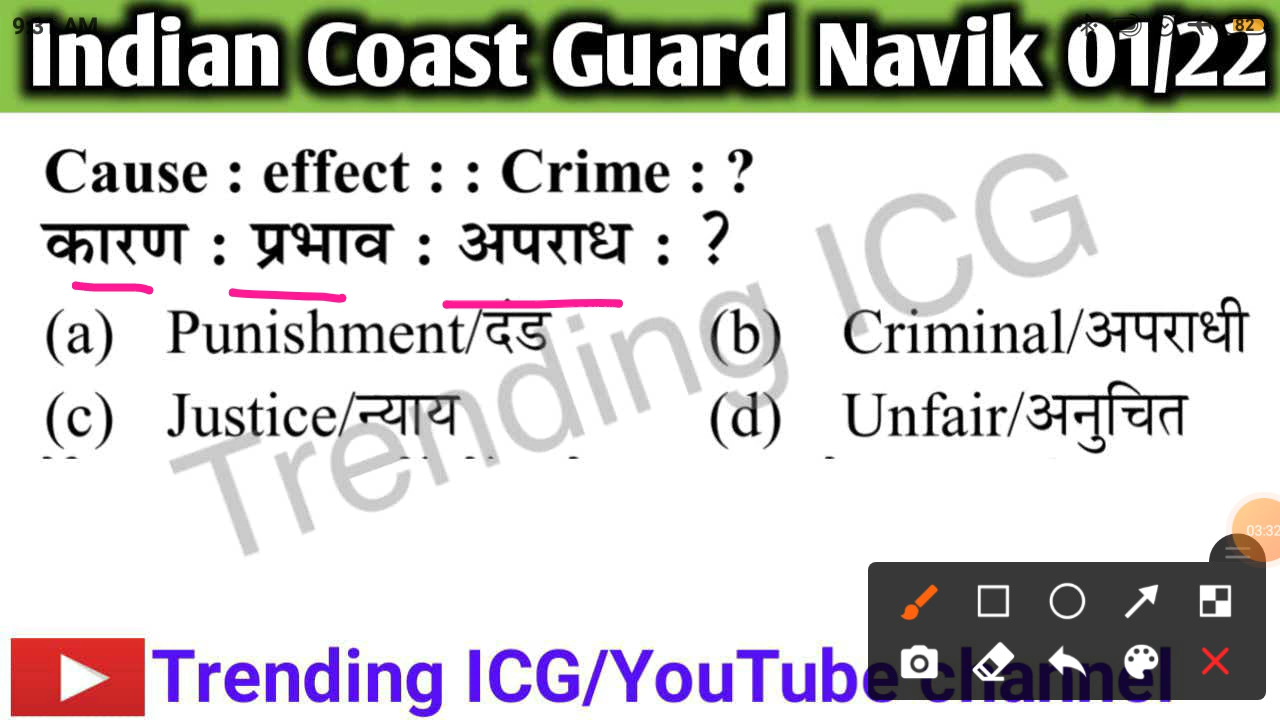 Indian Coast Guard Navik 01/22
82
Cause : effect : : Crime : ?
कारण : प्रभाव : अपराध : ?
(a) Punishment/दंड (b) Criminal/अपराधी
(c) Justice/न्याय (d) Unfair/अनुचित
Trending ICG
03:32
Trending ICG/YouTube channel